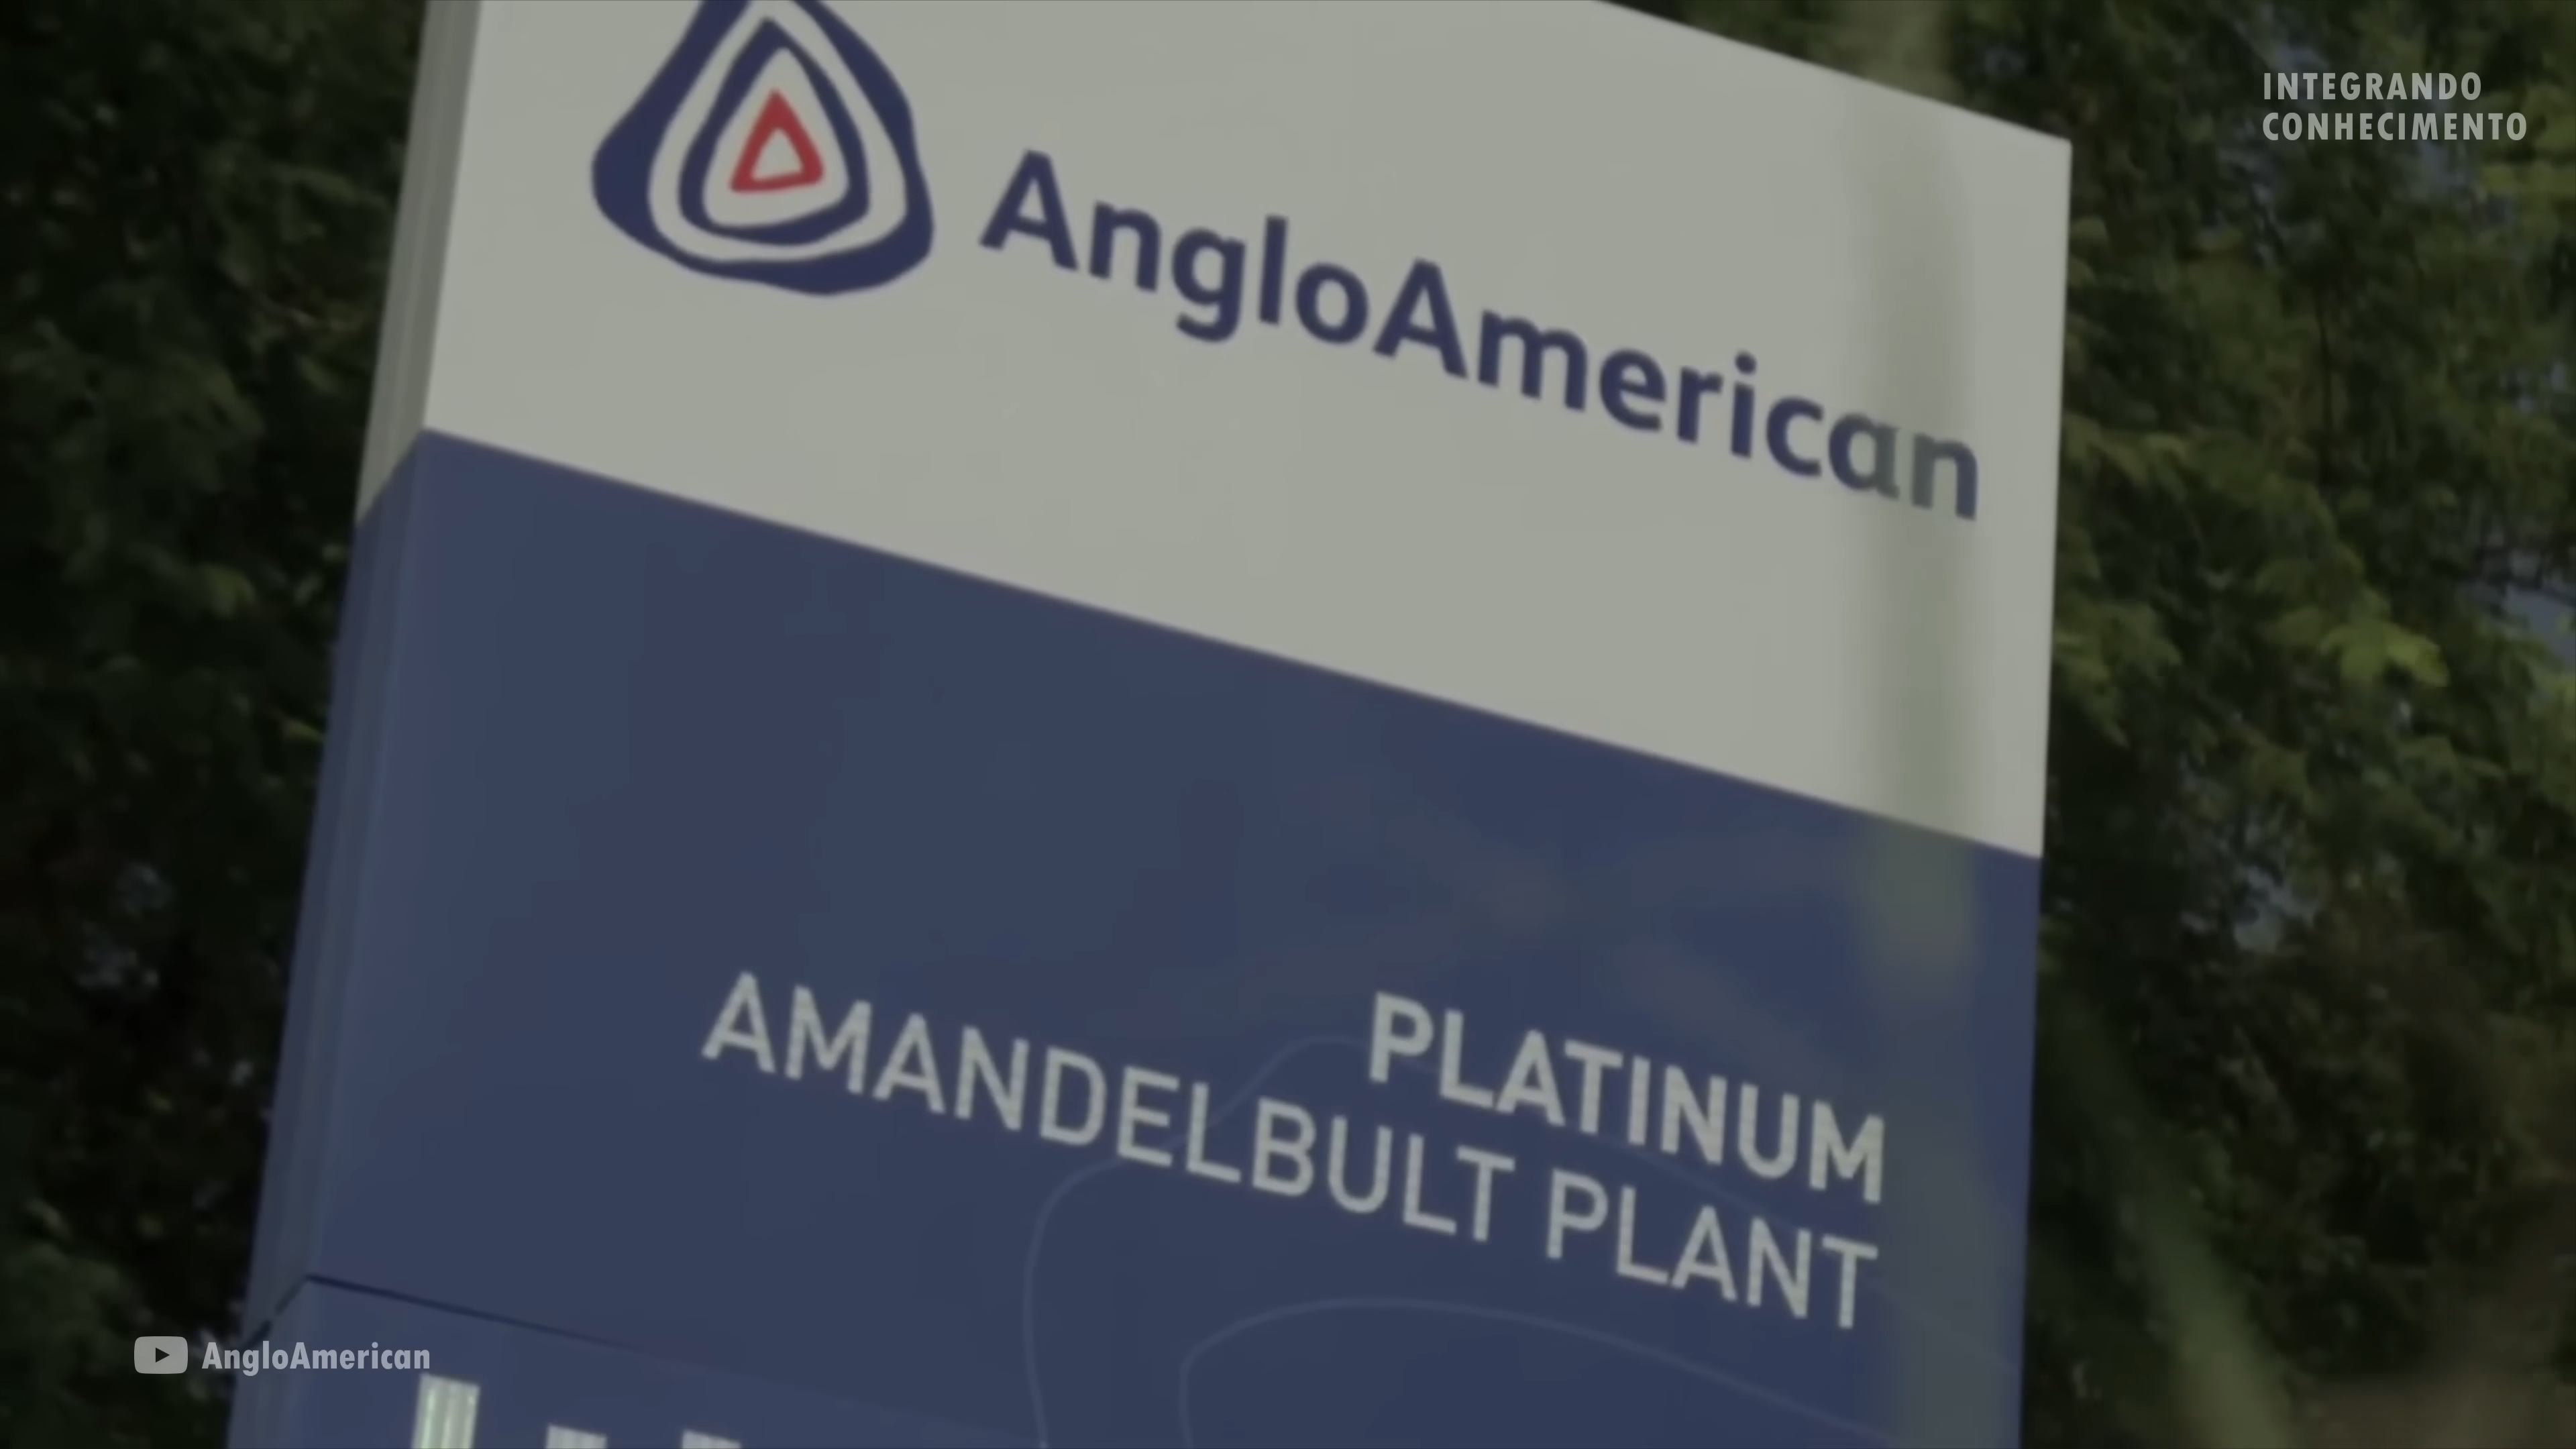 INTEGRANDO
CONHECIMENTO
AngloAmerican
PLATINUM
AMANDELBULT PLANT
AngloAmerican